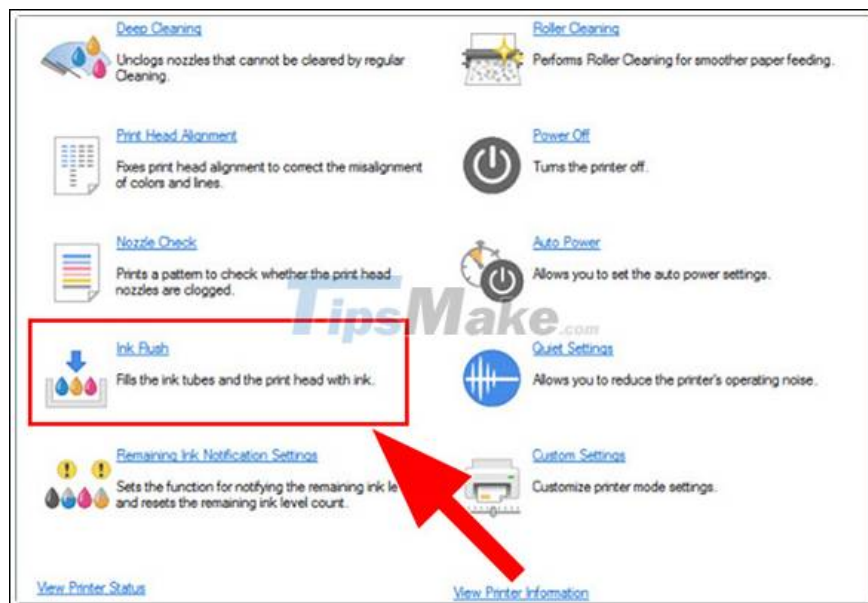 Deep Cleaning
Unclogs nozzles that cannot be cleared by regular
Cleaning.
Roller Cleaning
Performs Roller Cleaning for smoother paper feeding.
Print Head Alignment
Fixes print head alignment to correct the misalignment
of colors and lines.
Power Off
Turns the printer off.
Nozzle Check
Prints a pattern to check whether the print head
nozzles are clogged.
Auto Power
Allows you to set the auto power settings.
TipsMake.com
Ink Flush
Fills the ink tubes and the print head with ink.
Quiet Settings
Allows you to reduce the printer's operating noise.
Remaining Ink Notification Settings
Sets the function for notifying the remaining ink le
and resets the remaining ink level count.
Custom Settings
Customize printer mode settings.
View Printer Status
View Printer Information